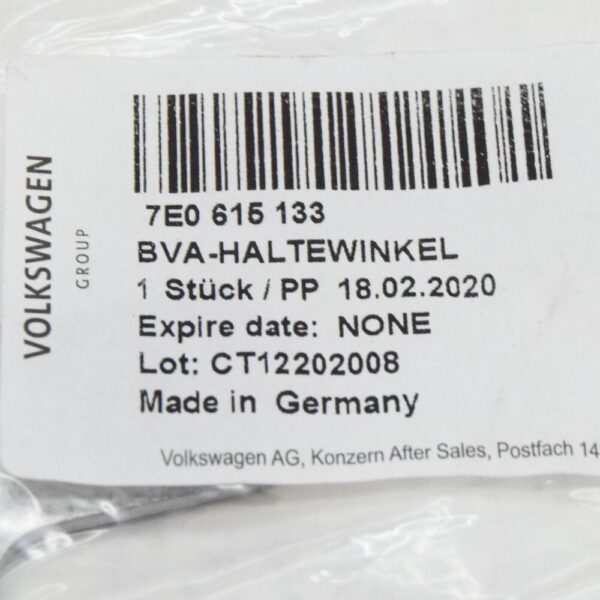 VOLKSWAGEN
GROUP
7E0 615 133
BVA-HALTEWINKEL
1 Stück / PP 18.02.2020
Expire date: NONE
Lot: CT12202008
Made in Germany
Volkswagen AG, Konzern After Sales, Postfach 14